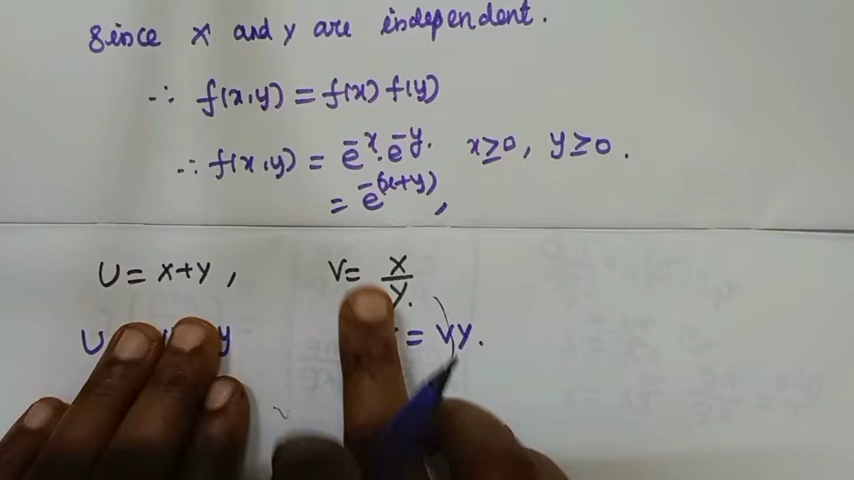 Since X and Y are independent.
∴ f(x,y) = f(x) f(y)
∴ f(x,y) = e^-x . e^-y. x≥0, y≥0.
= e^-(x+y),
U = X+Y, V = X/Y.
U y = VY.